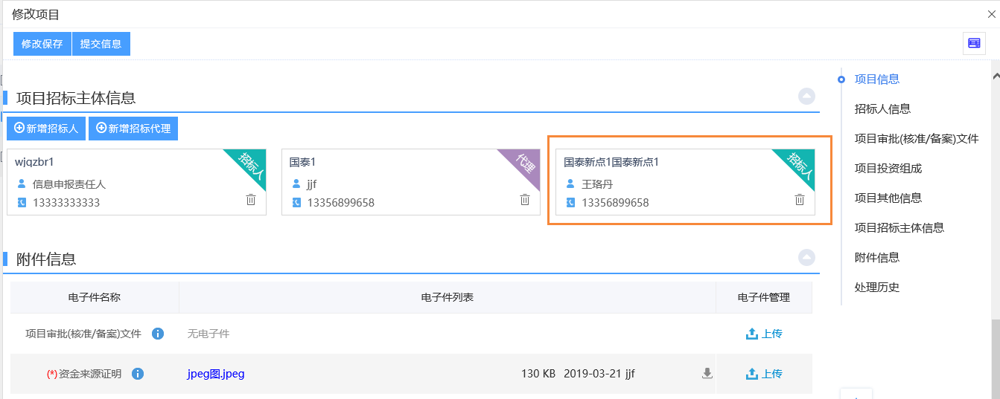 修改项目
修改保存 提交信息
项目招标主体信息
新增招标人 新增招标代理
wjqzbr1 招标人
信息申报责任人
13333333333
国泰1 代理
jjf
13356899658
国泰新点1国泰新点1 招标人
王珞丹
13356899658
附件信息
电子件名称 电子件列表 电子件管理
项目审批(核准/备案)文件 无电子件 上传
(*)资金来源证明 jpeg图.jpeg 130 KB 2019-03-21 jjf 上传
项目信息
招标人信息
项目审批(核准/备案)文件
项目投资组成
项目其他信息
项目招标主体信息
附件信息
处理历史